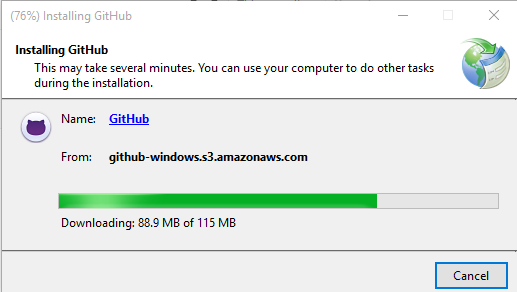 (76%) Installing GitHub
Installing GitHub
This may take several minutes. You can use your computer to do other tasks
during the installation.
Name: GitHub
From: github-windows.s3.amazonaws.com
Downloading: 88.9 MB of 115 MB
Cancel